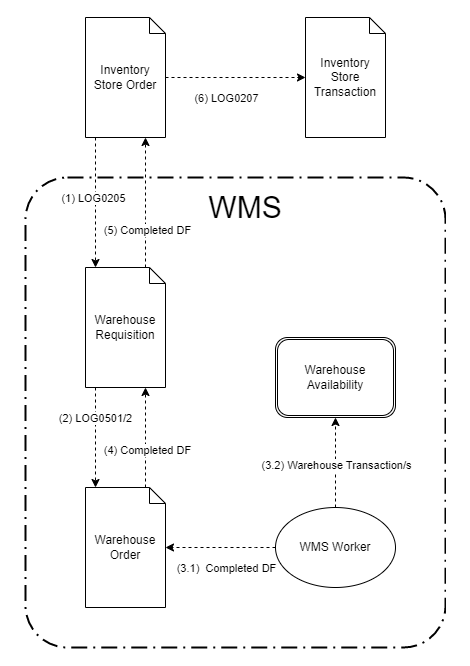 Inventory
Store Order
Inventory
Store
Transaction
(6) LOG0207
(1) LOG0205
WMS
(5) Completed DF
Warehouse
Requisition
Warehouse
Availability
(2) LOG0501/2
(4) Completed DF
(3.2) Warehouse Transaction/s
Warehouse
Order
WMS Worker
(3.1) Completed DF